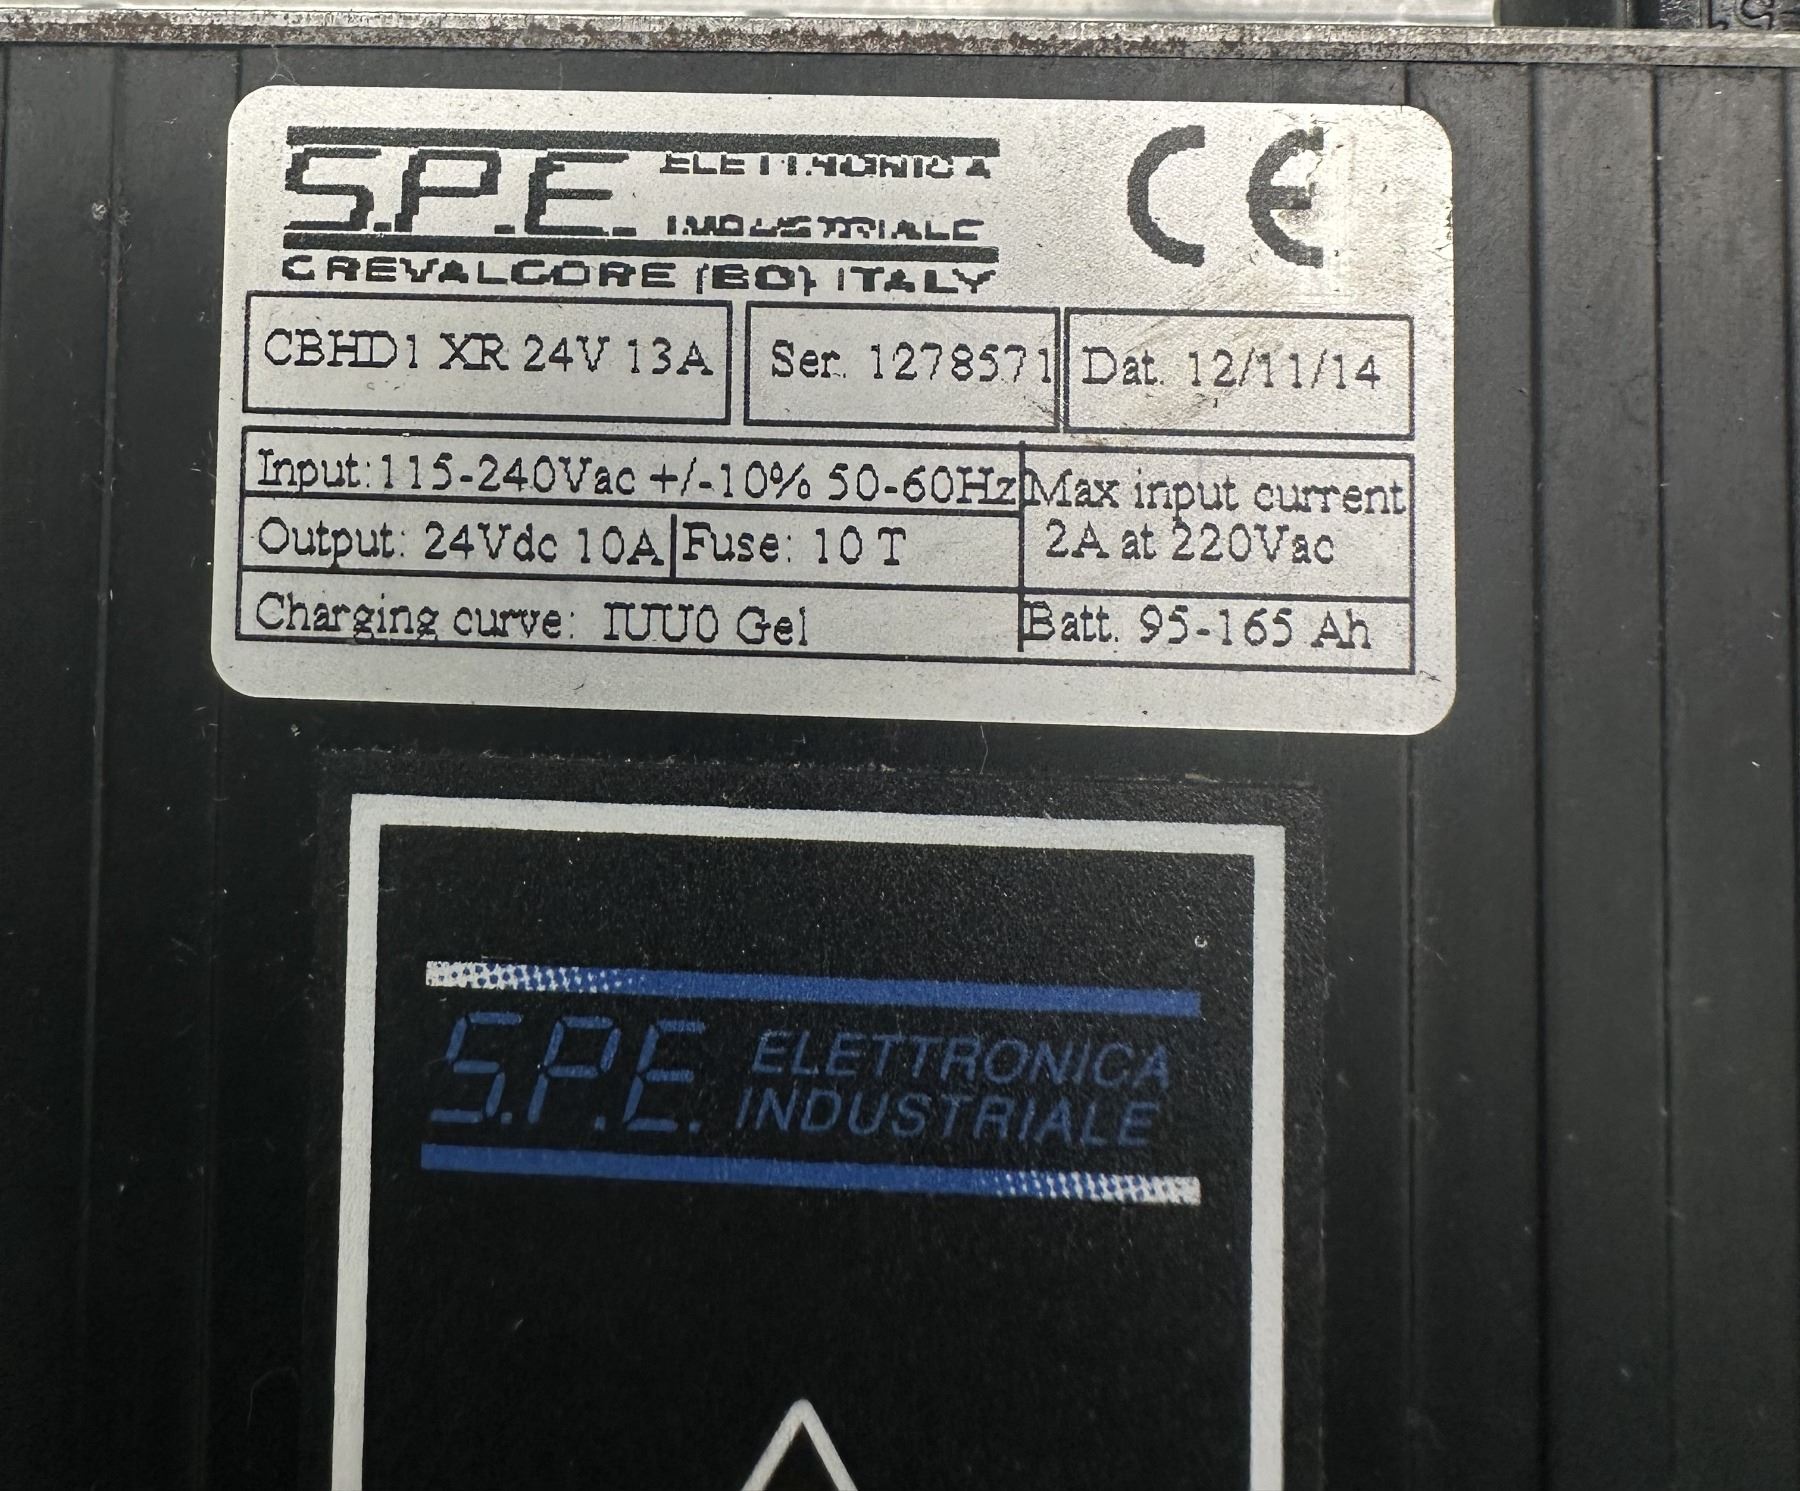 S.P.E. ELETTRONICA
INDUSTRIALE
CREVALCORE (BO) ITALY
CE
CBHD1 XR 24V 13A
Ser. 1278571
Dat. 12/11/14
Input: 115-240Vac +/-10% 50-60Hz
Max input current
2A at 220Vac
Output: 24Vdc 10A
Fuse: 10 T
Charging curve: IUU0 Gel
Batt. 95-165 Ah
S.P.E. ELETTRONICA
INDUSTRIALE